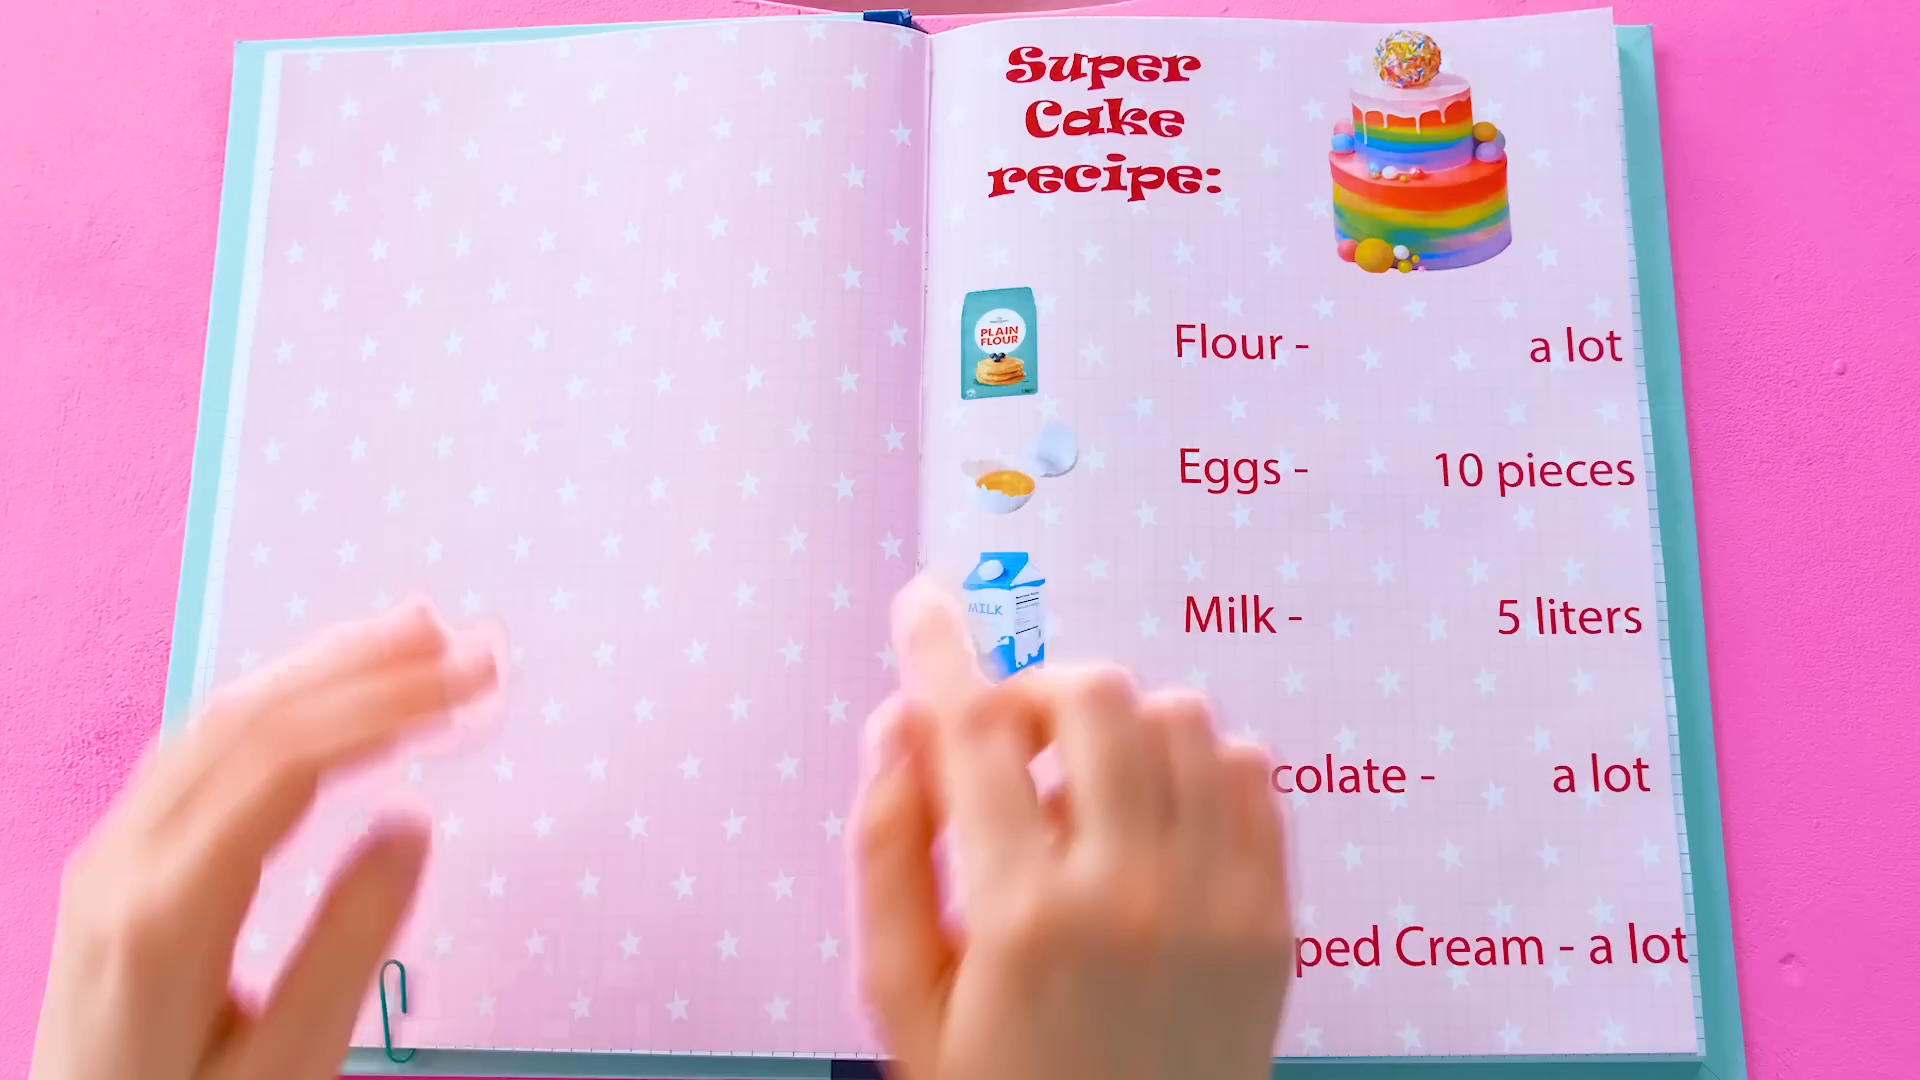 Super
Cake
recipe:
PLAIN
FLOUR
Flour - a lot
Eggs - 10 pieces
MILK
Milk - 5 liters
colate - a lot
ped Cream - a lot